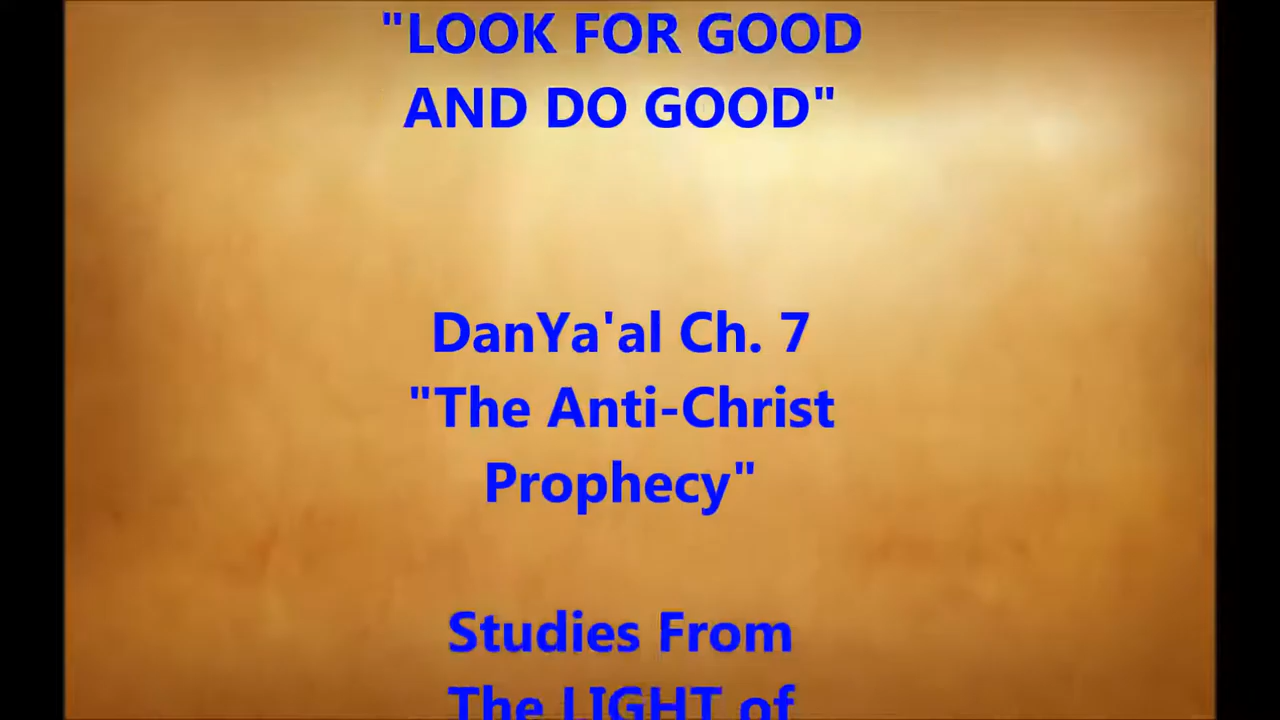 "LOOK FOR GOOD
AND DO GOOD"
DanYa'al Ch. 7
"The Anti-Christ
Prophecy"
Studies From
The LIGHT of